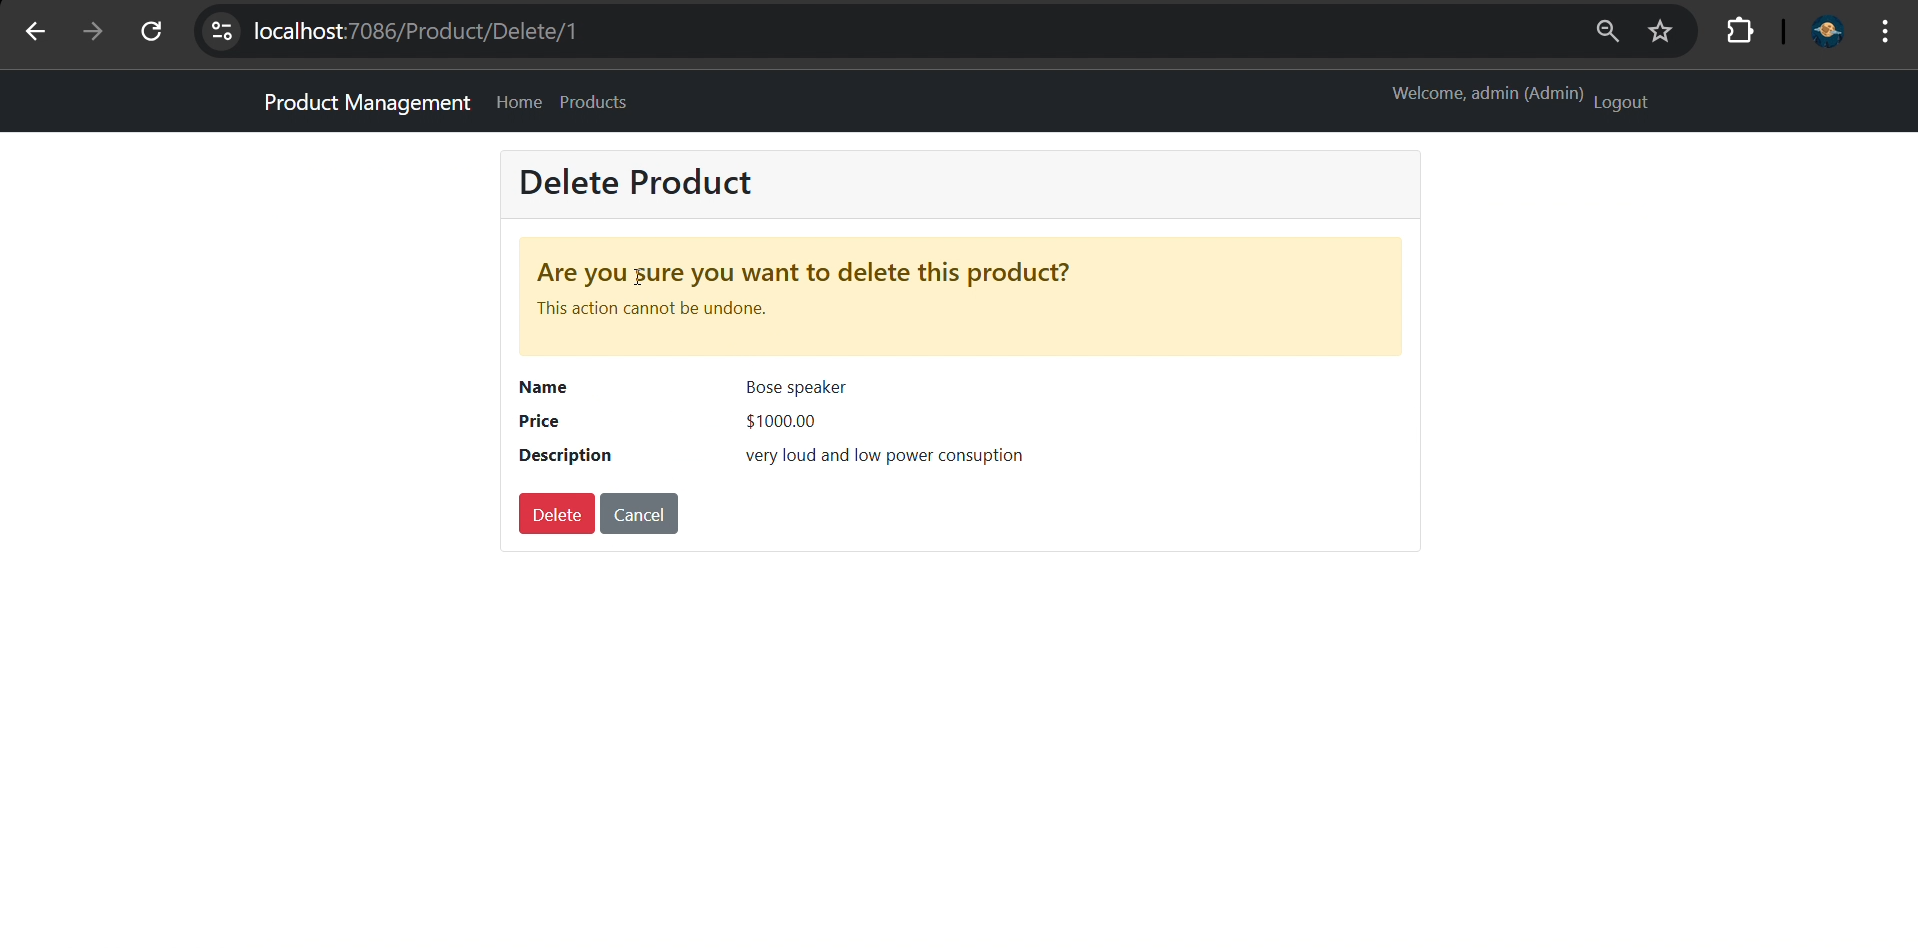 localhost:7086/Product/Delete/1
Product Management Home Products Welcome, admin (Admin) Logout
Delete Product
Are you sure you want to delete this product?
This action cannot be undone.
Name Bose speaker
Price $1000.00
Description very loud and low power consuption
Delete Cancel